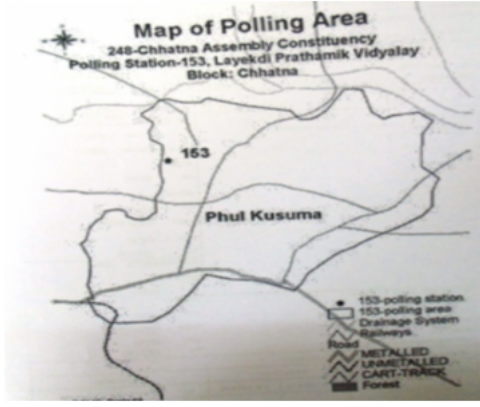 Map of Polling Area
248-Chhatna Assembly Constituency
Polling Station-153, Layekdi Prathamik Vidyalay
Block: Chhatna
153
Phul Kusuma
153-polling station
153-polling area
Drainage System
Railways
Road
METALLED
UNMETALLED
CART-TRACK
Forest